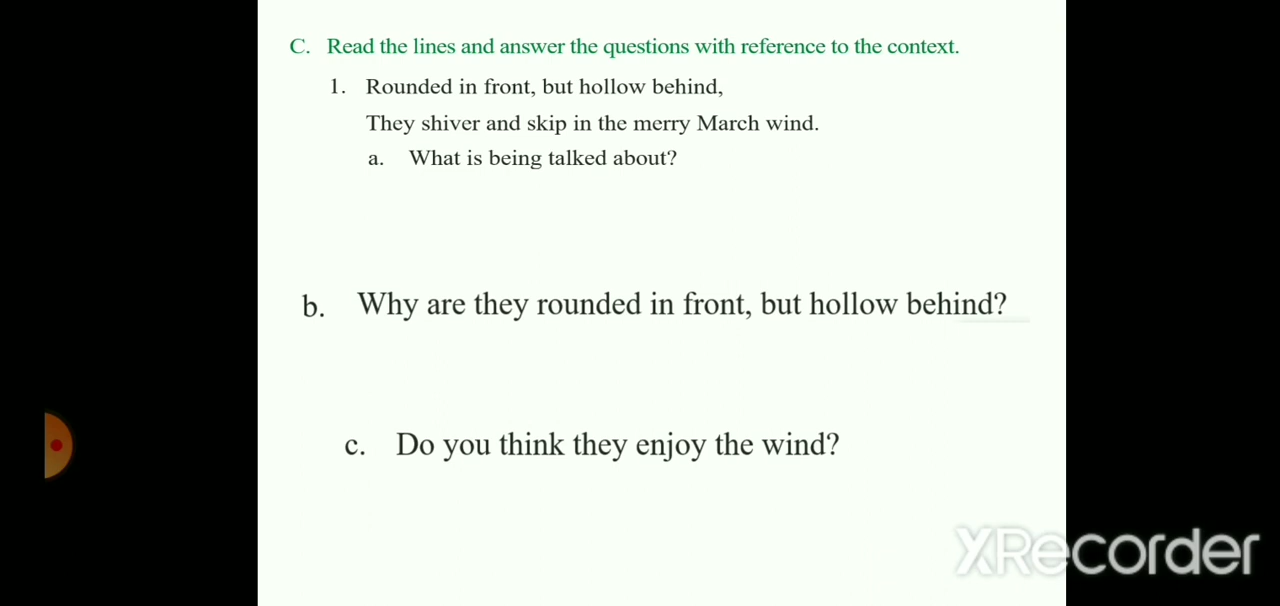 C. Read the lines and answer the questions with reference to the context.
1. Rounded in front, but hollow behind,
They shiver and skip in the merry March wind.
a. What is being talked about?
b. Why are they rounded in front, but hollow behind?
c. Do you think they enjoy the wind?
XRecorder